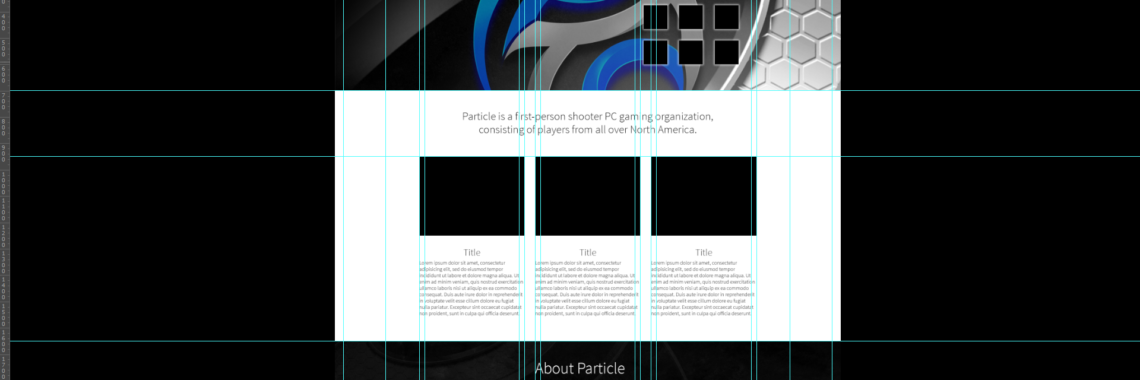 Particle is a first-person shooter PC gaming organization,
consisting of players from all over North America.
Title
Lorem ipsum dolor sit amet, consectetur
adipisicing elit, sed do eiusmod tempor
incididunt ut labore et dolore magna aliqua. Ut
enim ad minim veniam, quis nostrud exercitation
ullamco laboris nisi ut aliquip ex ea commodo
consequat. Duis aute irure dolor in reprehenderit
in voluptate velit esse cillum dolore eu fugiat
nulla pariatur. Excepteur sint occaecat cupidatat
non proident, sunt in culpa qui officia deserunt
Title
Lorem ipsum dolor sit amet, consectetur
adipisicing elit, sed do eiusmod tempor
incididunt ut labore et dolore magna aliqua. Ut
enim ad minim veniam, quis nostrud exercitation
ullamco laboris nisi ut aliquip ex ea commodo
consequat. Duis aute irure dolor in reprehenderit
in voluptate velit esse cillum dolore eu fugiat
nulla pariatur. Excepteur sint occaecat cupidatat
non proident, sunt in culpa qui officia deserunt
Title
Lorem ipsum dolor sit amet, consectetur
adipisicing elit, sed do eiusmod tempor
incididunt ut labore et dolore magna aliqua. Ut
enim ad minim veniam, quis nostrud exercitation
ullamco laboris nisi ut aliquip ex ea commodo
consequat. Duis aute irure dolor in reprehenderit
in voluptate velit esse cillum dolore eu fugiat
nulla pariatur. Excepteur sint occaecat cupidatat
non proident, sunt in culpa qui officia deserunt
About Particle